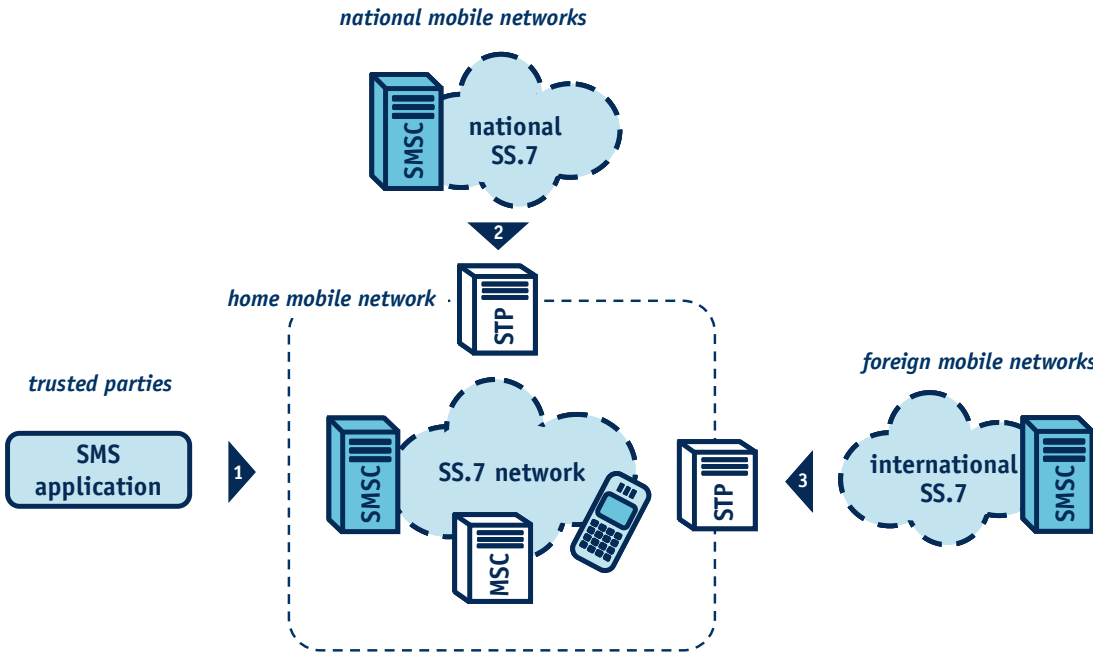 national mobile networks
SMSC
national
SS.7
2
home mobile network
STP
trusted parties
SMS
application
1
SMSC
SS.7 network
MSC
STP
3
foreign mobile networks
international
SS.7
SMSC